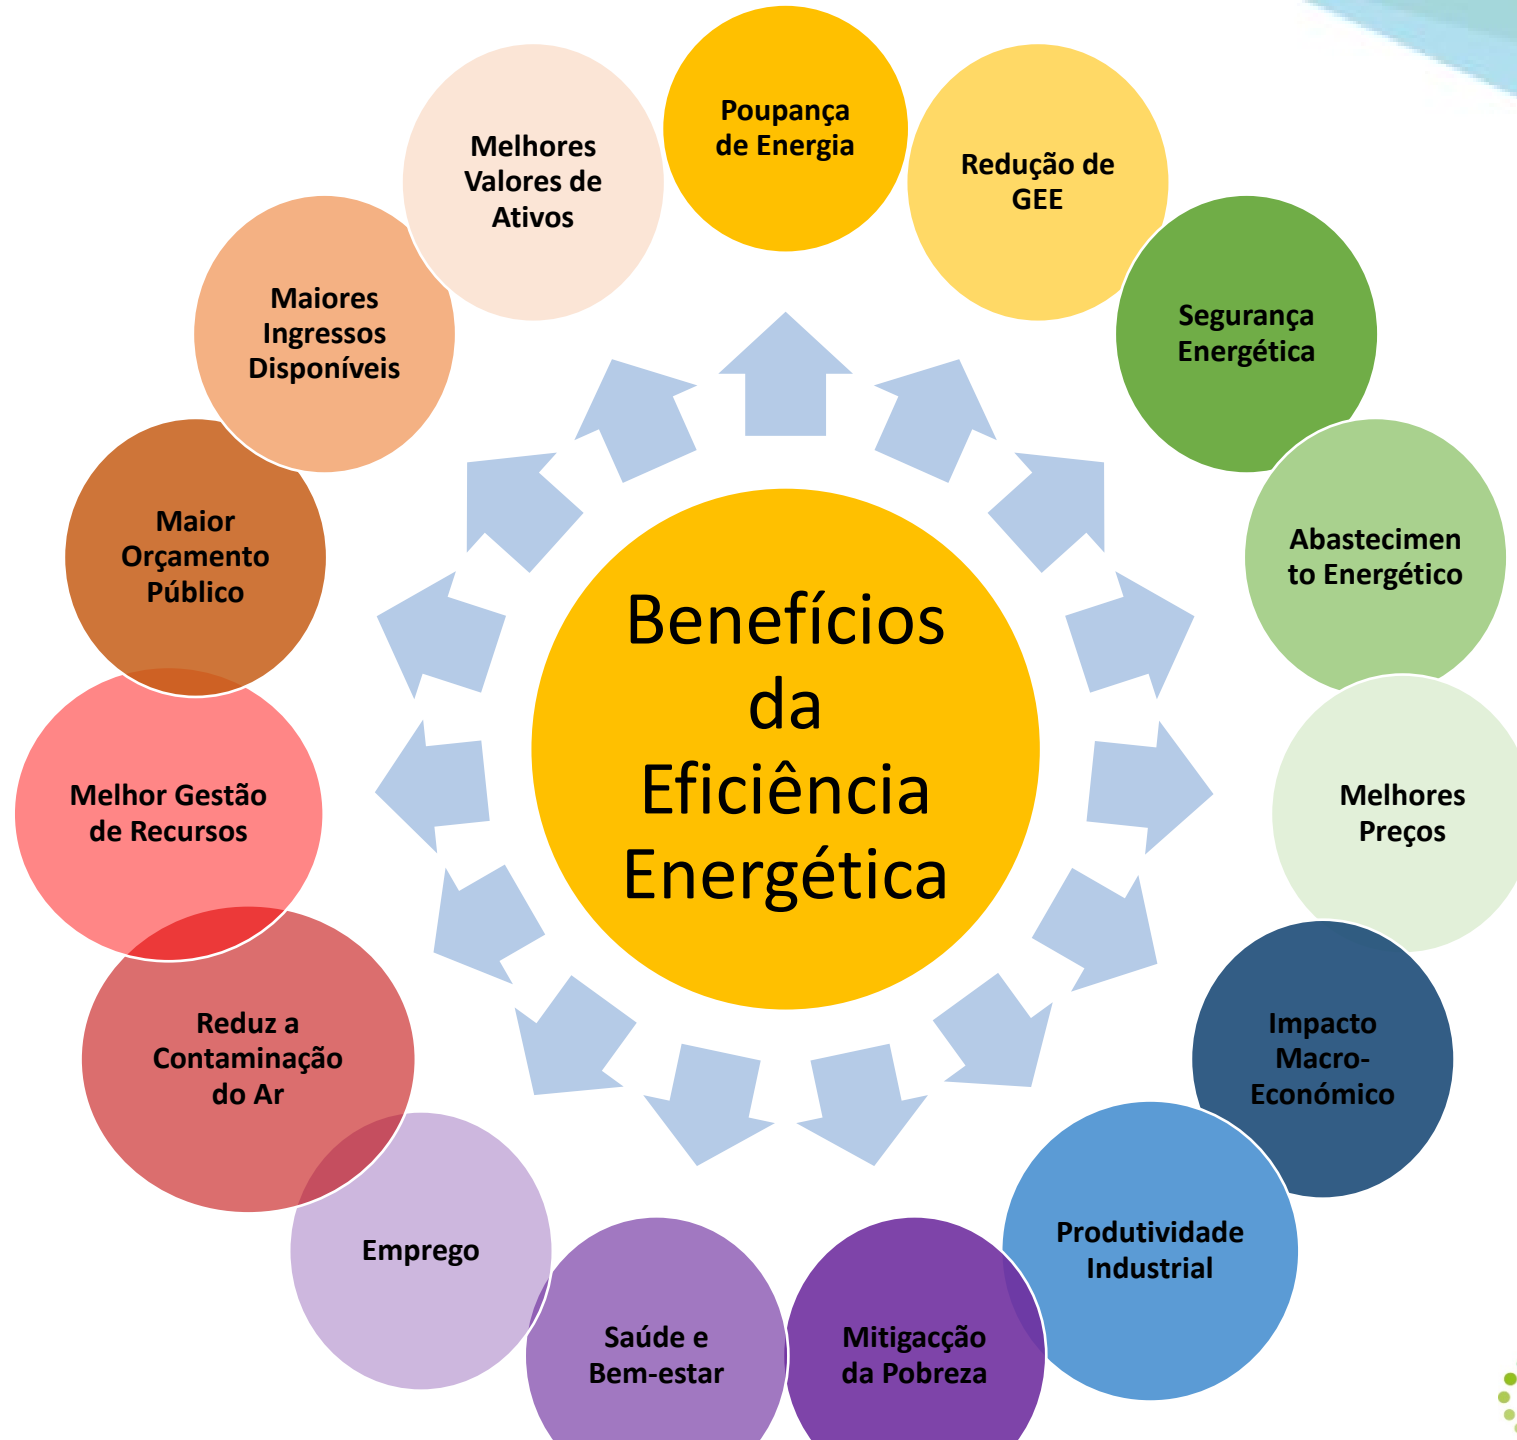 Poupança
de Energia
Redução de
GEE
Segurança
Energética
Abastecimen
to Energético
Melhores
Preços
Impacto
Macro-
Económico
Produtividade
Industrial
Mitigacção
da Pobreza
Saúde e
Bem-estar
Emprego
Reduz a
Contaminação
do Ar
Melhor Gestão
de Recursos
Maior
Orçamento
Público
Maiores
Ingressos
Disponíveis
Melhores
Valores de
Ativos
Benefícios
da
Eficiência
Energética